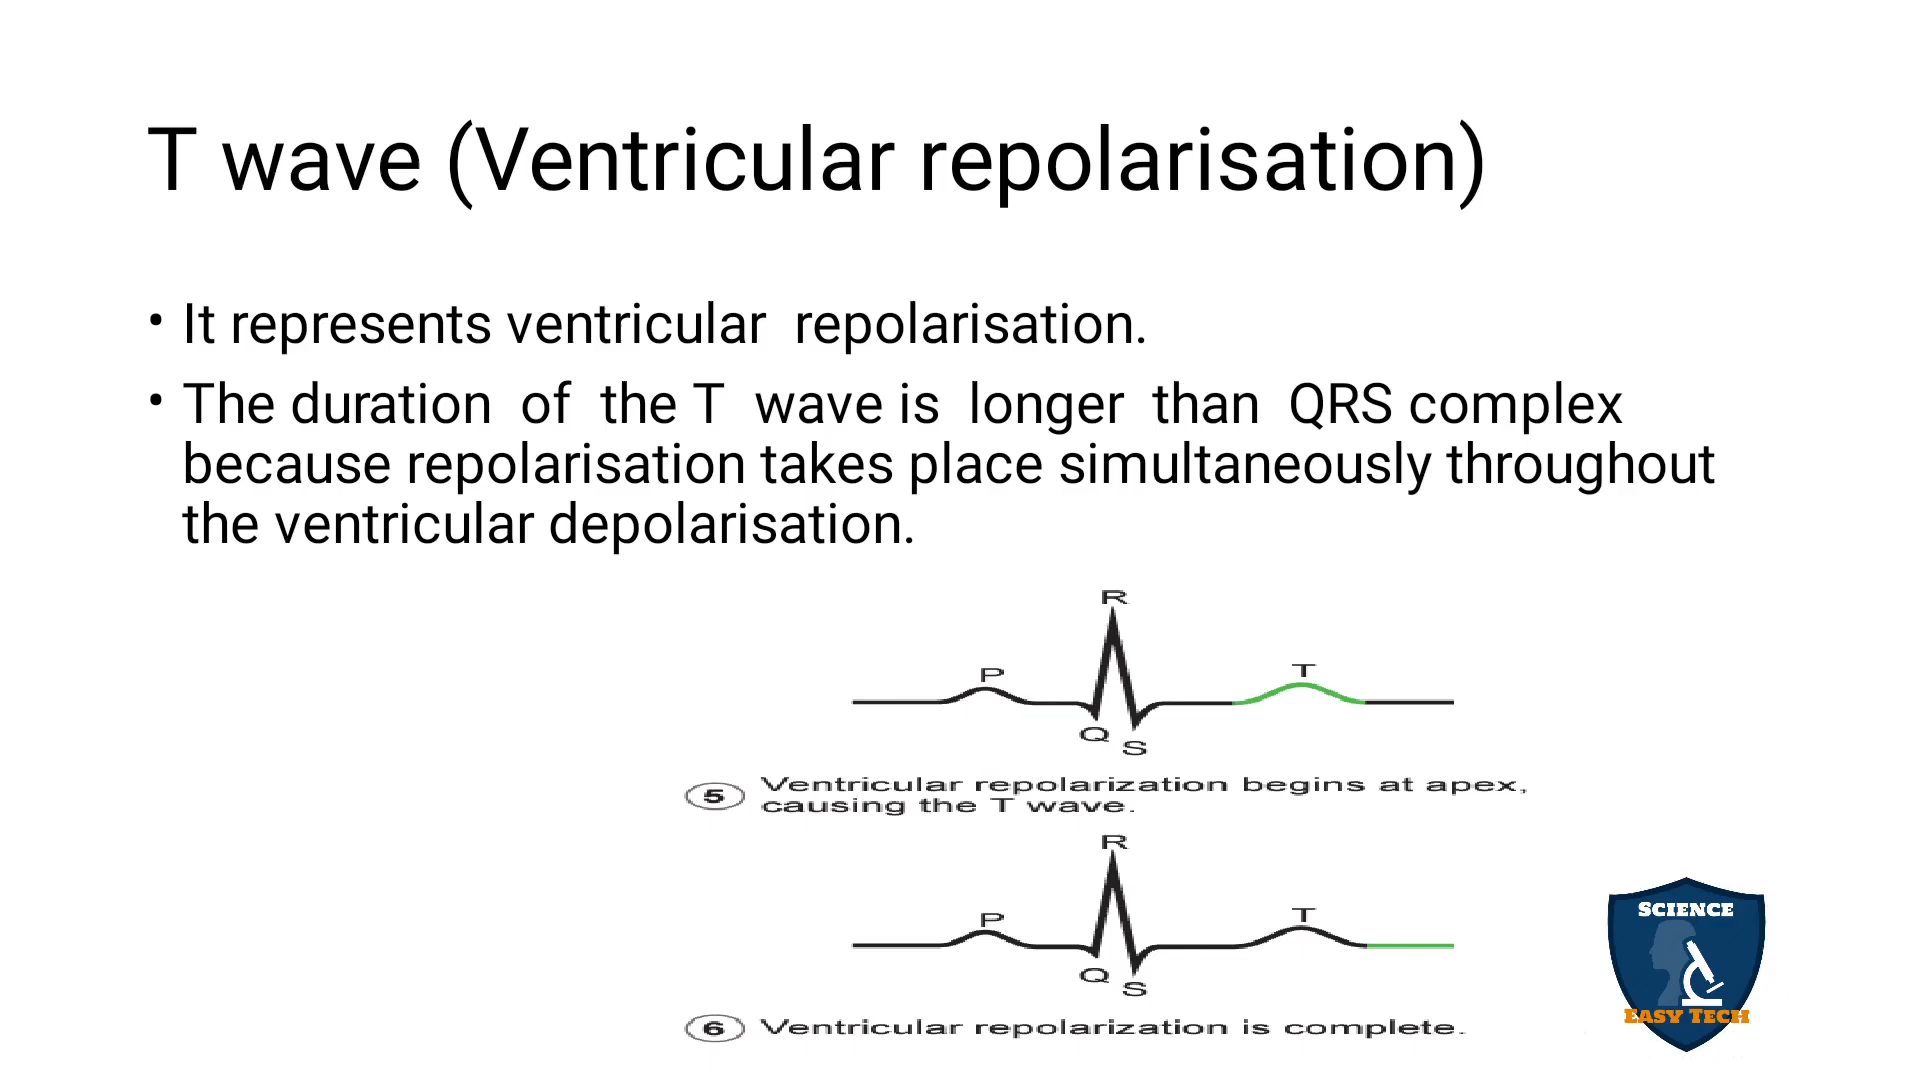 T wave (Ventricular repolarisation)
• It represents ventricular repolarisation.
• The duration of the T wave is longer than QRS complex
because repolarisation takes place simultaneously throughout
the ventricular depolarisation.
R
P
T
Q
S
5 Ventricular repolarization begins at apex,
causing the T wave.
R
P
T
Q
S
6 Ventricular repolarization is complete.
SCIENCE
EASY TECH